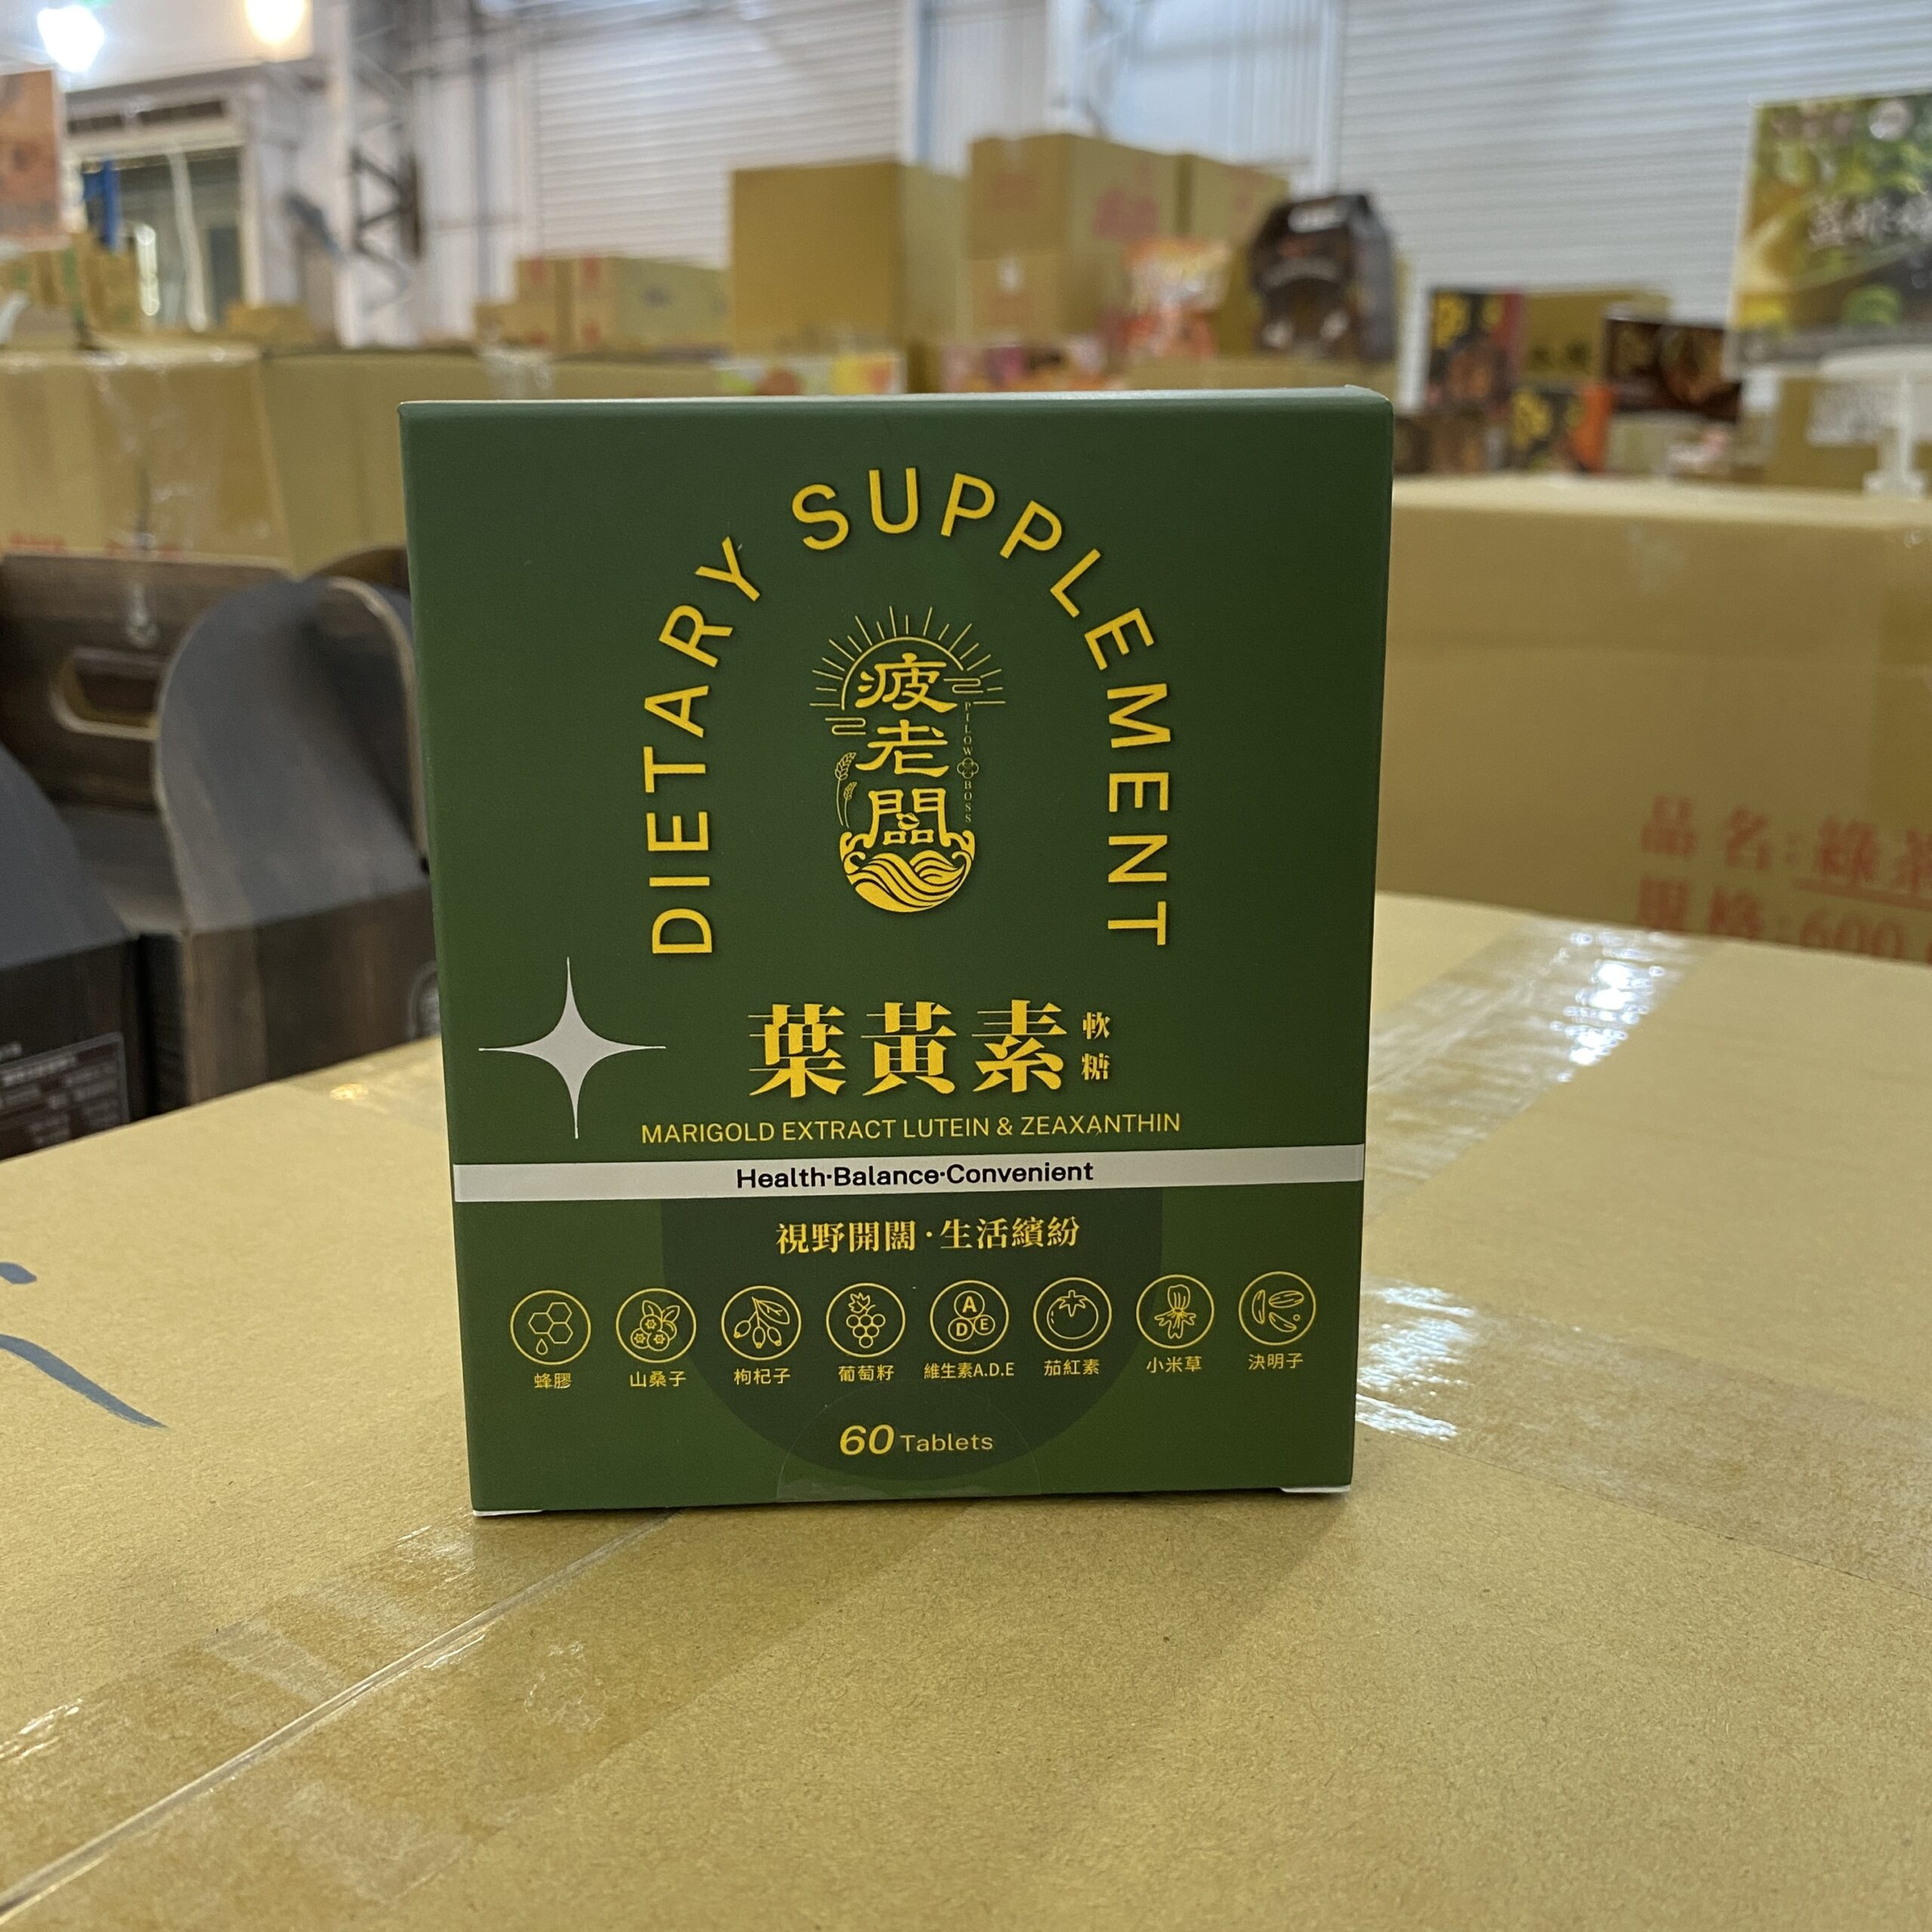 DIETARY SUPPLEMENT
疲老闆
PILOW BOSS
葉黃素軟糖
MARIGOLD EXTRACT LUTEIN & ZEAXANTHIN
Health·Balance·Convenient
視野開闊·生活繽紛
A
D E
蜂膠 山桑子 枸杞子 葡萄籽 維生素A.D.E 茄紅素 小米草 決明子
60 Tablets
品名:綠茶
規格:600